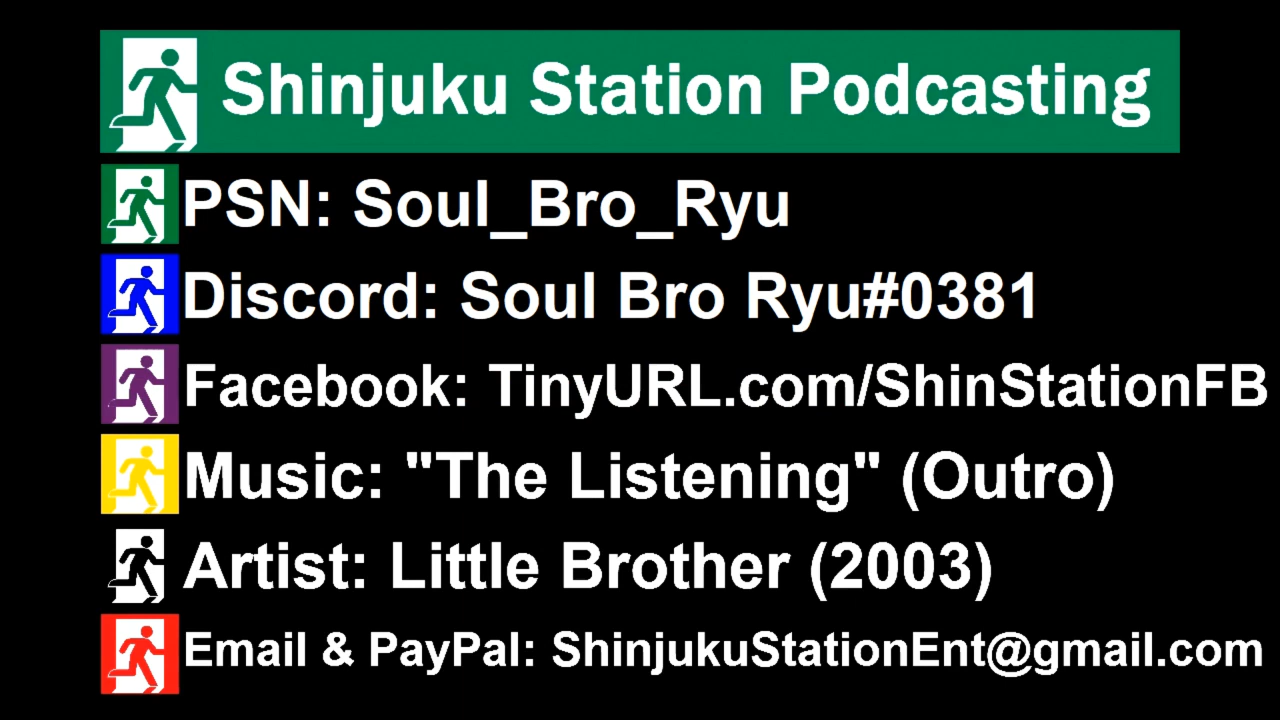 Shinjuku Station Podcasting
PSN: Soul_Bro_Ryu
Discord: Soul Bro Ryu#0381
Facebook: TinyURL.com/ShinStationFB
Music: "The Listening" (Outro)
Artist: Little Brother (2003)
Email & PayPal: ShinjukuStationEnt@gmail.com